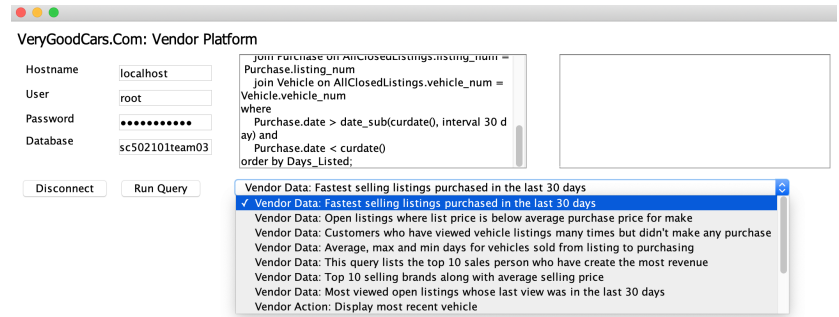 VeryGoodCars.Com: Vendor Platform
Hostname
localhost
User
root
Password
●●●●●●●●●●●
Database
sc502101team03
join Purchase on AllClosedListings.listing_num =
Purchase.listing_num
join Vehicle on AllClosedListings.vehicle_num =
Vehicle.vehicle_num
where
Purchase.date > date_sub(curdate(), interval 30 d
ay) and
Purchase.date < curdate()
order by Days_Listed;
Disconnect
Run Query
Vendor Data: Fastest selling listings purchased in the last 30 days
✓ Vendor Data: Fastest selling listings purchased in the last 30 days
Vendor Data: Open listings where list price is below average purchase price for make
Vendor Data: Customers who have viewed vehicle listings many times but didn't make any purchase
Vendor Data: Average, max and min days for vehicles sold from listing to purchasing
Vendor Data: This query lists the top 10 sales person who have create the most revenue
Vendor Data: Top 10 selling brands along with average selling price
Vendor Data: Most viewed open listings whose last view was in the last 30 days
Vendor Action: Display most recent vehicle